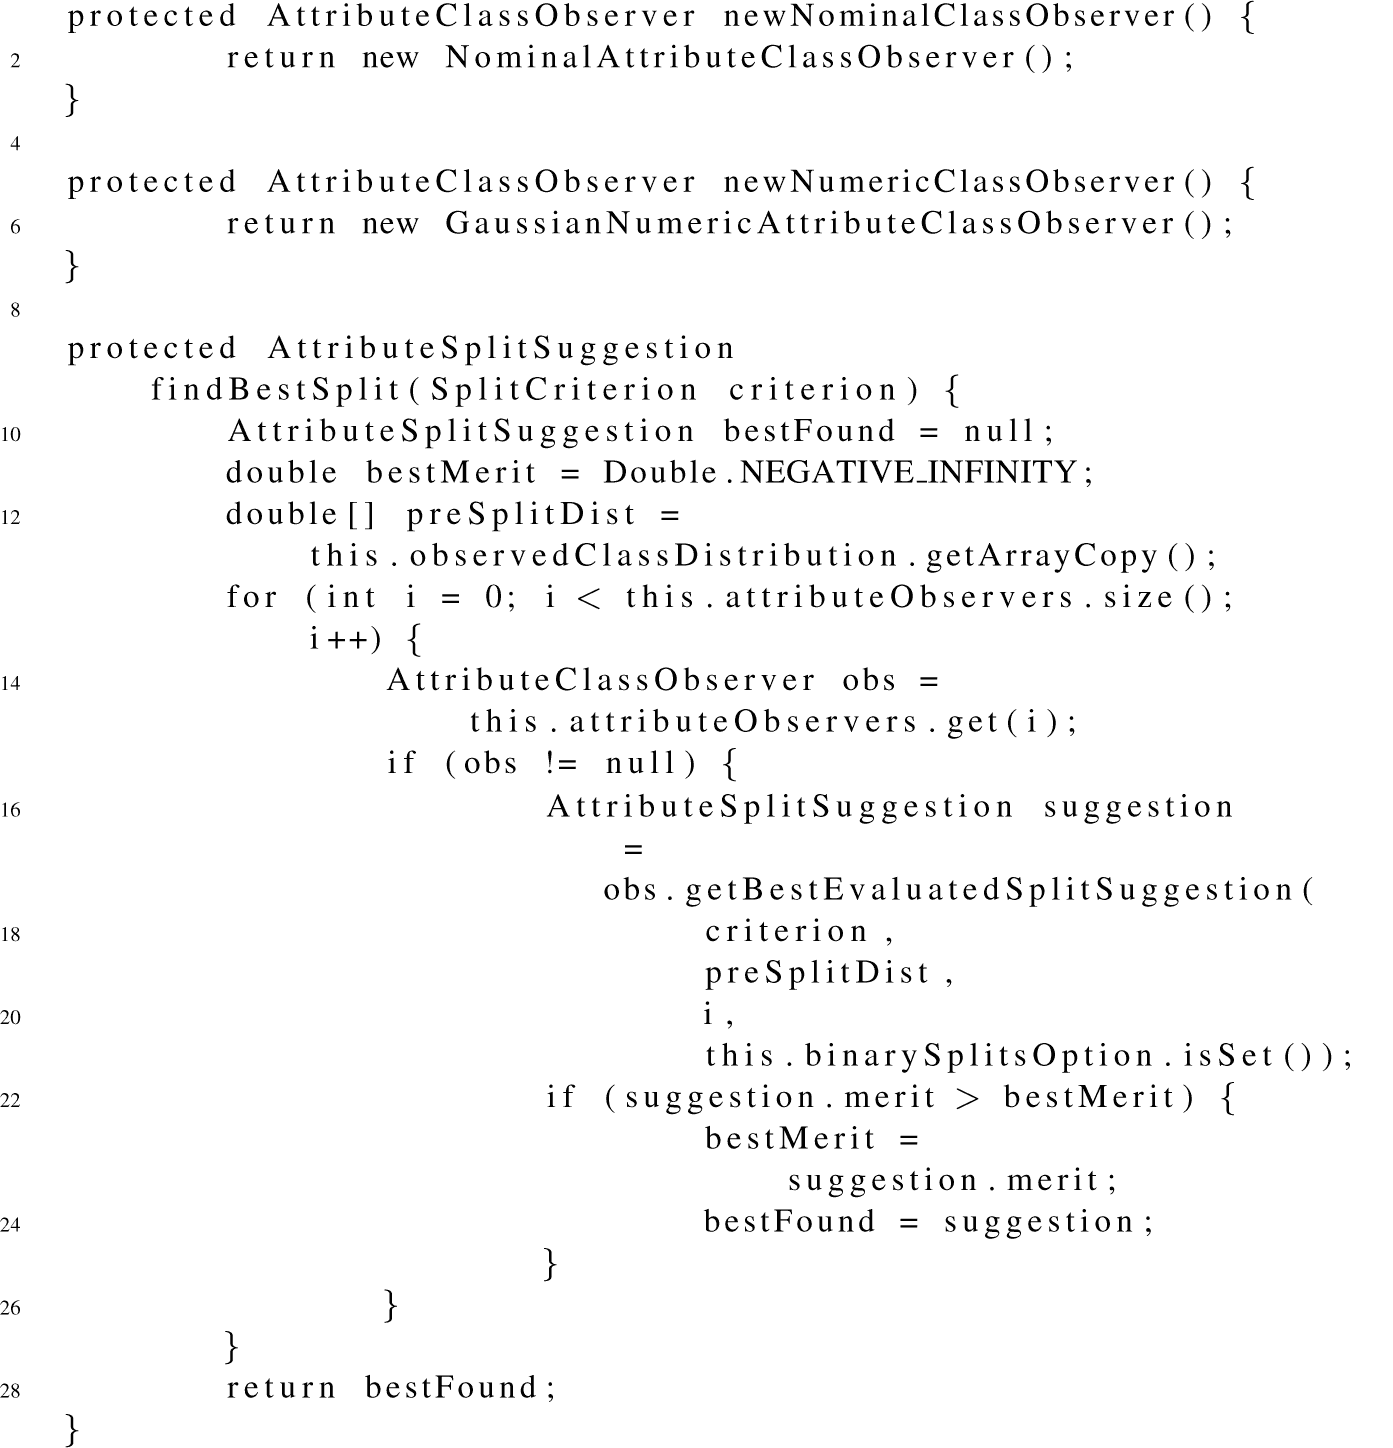 protected AttributeClassObserver newNominalClassObserver() {
2 return new NominalAttributeClassObserver();
}
4
protected AttributeClassObserver newNumericClassObserver() {
6 return new GaussianNumericAttributeClassObserver();
}
8
protected AttributeSplitSuggestion
findBestSplit(SplitCriterion criterion) {
10 AttributeSplitSuggestion bestFound = null;
double bestMerit = Double.NEGATIVE_INFINITY;
12 double[] preSplitDist =
this.observedClassDistribution.getArrayCopy();
for (int i = 0; i < this.attributeObservers.size();
i++) {
14 AttributeClassObserver obs =
this.attributeObservers.get(i);
if (obs != null) {
16 AttributeSplitSuggestion suggestion
=
obs.getBestEvaluatedSplitSuggestion(
18 criterion,
preSplitDist,
20 i,
this.binarySplitsOption.isSet());
22 if (suggestion.merit > bestMerit) {
bestMerit =
suggestion.merit;
24 bestFound = suggestion;
}
26 }
}
28 return bestFound;
}